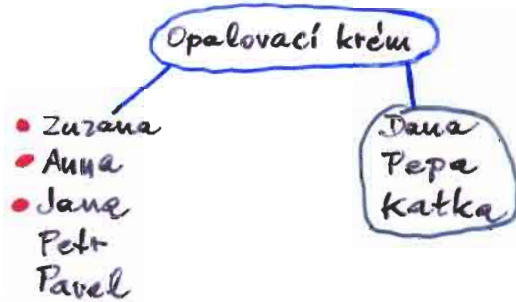 Opalovací krém
Zuzana
Anna
Jana
Petr
Pavel
Dana
Pepa
Katka